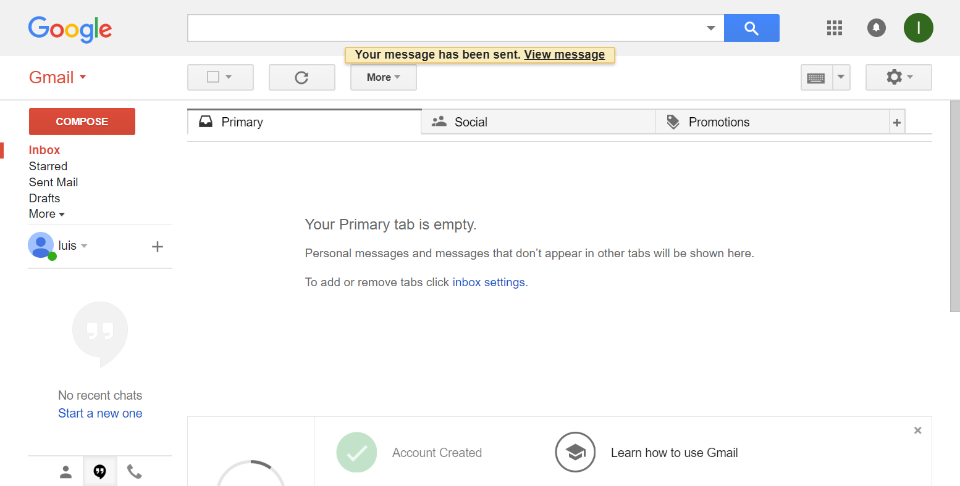 Google
I
Your message has been sent. View message
Gmail
More
COMPOSE
Primary
Social
Promotions
+
Inbox
Starred
Sent Mail
Drafts
More
luis
+
Your Primary tab is empty.
Personal messages and messages that don't appear in other tabs will be shown here.
To add or remove tabs click inbox settings.
No recent chats
Start a new one
Account Created
Learn how to use Gmail